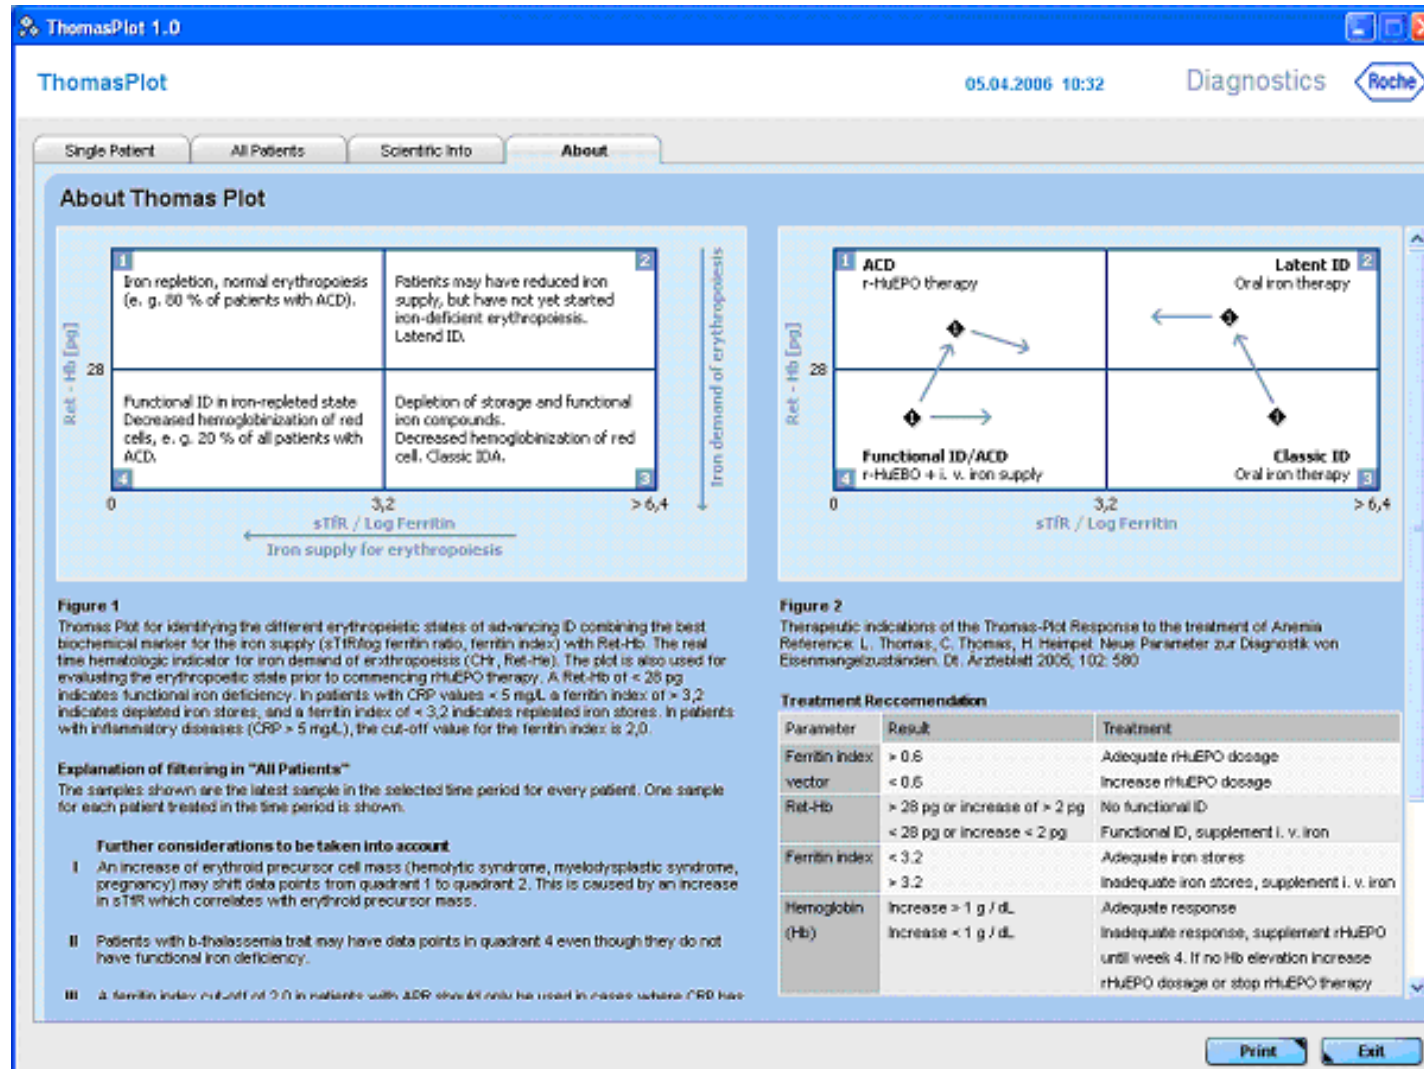 ThomasPlot 1.0
ThomasPlot
05.04.2006 10:32
Diagnostics
Roche
Single Patient
All Patients
Scientific Info
About
About Thomas Plot
1
Iron repletion, normal erythropoiesis
(e. g. 80 % of patients with ACD).
2
Patients may have reduced iron
supply, but have not yet started
iron-deficient erythropoiesis.
Latend ID.
Ret - Hb [pg]
28
Functional ID in iron-repleted state
Decreased hemoglobinization of red
cells, e. g. 20 % of all patients with
ACD.
4
Depletion of storage and functional
iron compounds.
Decreased hemoglobinization of red
cell. Classic IDA.
3
0
3,2
> 6,4
sTfR / Log Ferritin
Iron supply for erythropoiesis
Iron demand of erythropoiesis
1
ACD
r-HuEPO therapy
Latent ID
2
Oral iron therapy
Ret - Hb [pg]
28
Functional ID/ACD
4
r-HuEBO + i. v. iron supply
Classic ID
Oral iron therapy
3
0
3,2
> 6,4
sTfR / Log Ferritin
Figure 1
Thomas Plot for identifying the different erythropeietic states of advancing ID combining the best
biochemical marker for the iron supply (sTfR/log ferritin ratio, ferritin index) with Ret-Hb. The real
time hematologic indicator for iron demand of erxthropoesis (CHr, Ret-He). The plot is also used for
evaluating the erythropoetic state prior to commencing rHuEPO therapy. A Ret-Hb of < 28 pg
indicates functional iron deficiency. In patients with CRP values < 5 mg/L a ferritin index of > 3,2
indicates depleted iron stores, and a ferritin index of < 3,2 indicates repleated iron stores. In patients
with inflammatory diseases (CRP > 5 mg/L), the cut-off value for the ferritin index is 2,0.
Explanation of filtering in "All Patients"
The samples shown are the latest sample in the selected time period for every patient. One sample
for each patient treated in the time period is shown.
Further considerations to be taken into account
I An increase of erythroid precursor cell mass (hemolytic syndrome, myelodysplastic syndrome,
pregnancy) may shift data points from quadrant 1 to quadrant 2. This is caused by an increase
in sTfR which correlates with erythroid precursor mass.
II Patients with b-thalassemia trait may have data points in quadrant 4 even though they do not
have functional iron deficiency.
III A ferritin index cut-off of 2.0 in patients with APR should only be used in cases where CRP has
Figure 2
Therapeutic indications of the Thomas-Plot Response to the treatment of Anemia
Reference: L. Thomas, C. Thomas, H. Heimpel. Neue Parameter zur Diagnostik von
Eisenmangelzuständen. Dt. Arzteblatt 2005; 102: 580
Treatment Reccomendation
Parameter Result Treatment
Ferritin index > 0.6 Adequate rHuEPO dosage
vector < 0.6 Increase rHuEPO dosage
Ret-Hb > 28 pg or increase of > 2 pg No functional ID
< 28 pg or increase < 2 pg Functional ID, supplement i. v. iron
Ferritin index < 3.2 Adequate iron stores
> 3.2 Inadequate iron stores, supplement i. v. iron
Hemoglobin Increase > 1 g / dL Adequate response
(Hb) Increase < 1 g / dL Inadequate response, supplement rHuEPO
until week 4. If no Hb elevation increase
rHuEPO dosage or stop rHuEPO therapy
Print
Exit